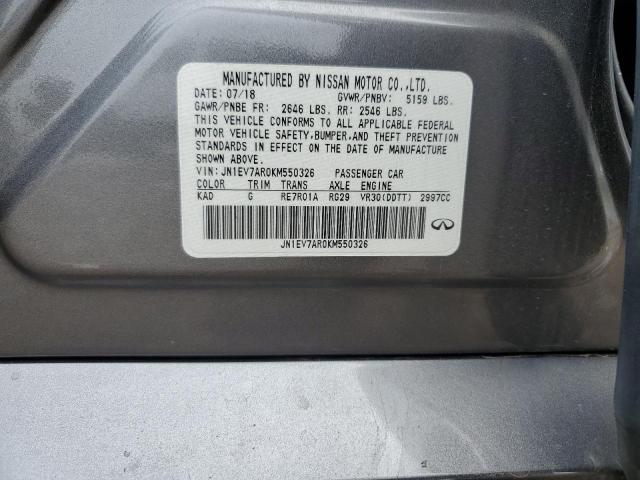 MANUFACTURED BY NISSAN MOTOR CO.,LTD.
DATE: 07/18 GVWR/PNBV: 5159 LBS.
GAWR/PNBE FR: 2646 LBS. RR: 2546 LBS.
THIS VEHICLE CONFORMS TO ALL APPLICABLE FEDERAL
MOTOR VEHICLE SAFETY,BUMPER,AND THEFT PREVENTION
STANDARDS IN EFFECT ON THE DATE OF MANUFACTURE
SHOWN ABOVE.
VIN: JN1EV7AR0KM550326 PASSENGER CAR
COLOR TRIM TRANS AXLE ENGINE
KAD G RE7R01A RG29 VR30(DDTT) 2997CC
JN1EV7AR0KM550326